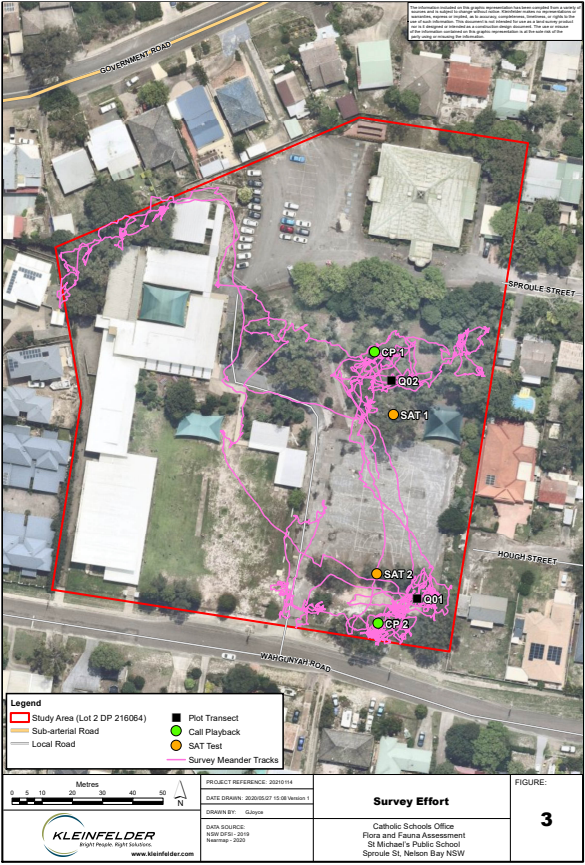 The information included on this graphic representation has been compiled from a variety of
sources and is subject to change without notice. Kleinfelder makes no representations or
warranties, express or implied, as to accuracy, completeness, timeliness, or rights to the
use of such information. This document is not intended for use as a land survey product
nor is it designed or intended as a construction design document. The use or misuse
of the information contained on this graphic representation is at the sole risk of the
party using or misusing the information.
GOVERNMENT ROAD
SPROULE STREET
CP 1
Q02
SAT 1
HOUGH STREET
SAT 2
Q01
CP 2
WAHGUNYAH ROAD
Legend
Study Area (Lot 2 DP 216064)
Sub-arterial Road
Local Road
Plot Transect
Call Playback
SAT Test
Survey Meander Tracks
Metres
0 5 10 20 30 40 50
N
KLEINFELDER
Bright People. Right Solutions.
www.kleinfelder.com
PROJECT REFERENCE: 20210114
DATE DRAWN: 2020/05/27 15:08 Version 1
DRAWN BY: GJoyce
DATA SOURCE:
NSW DFSI - 2019
Nearmap - 2020
Survey Effort
Catholic Schools Office
Flora and Fauna Assessment
St Michael's Public School
Sproule St, Nelson Bay NSW
FIGURE:
3